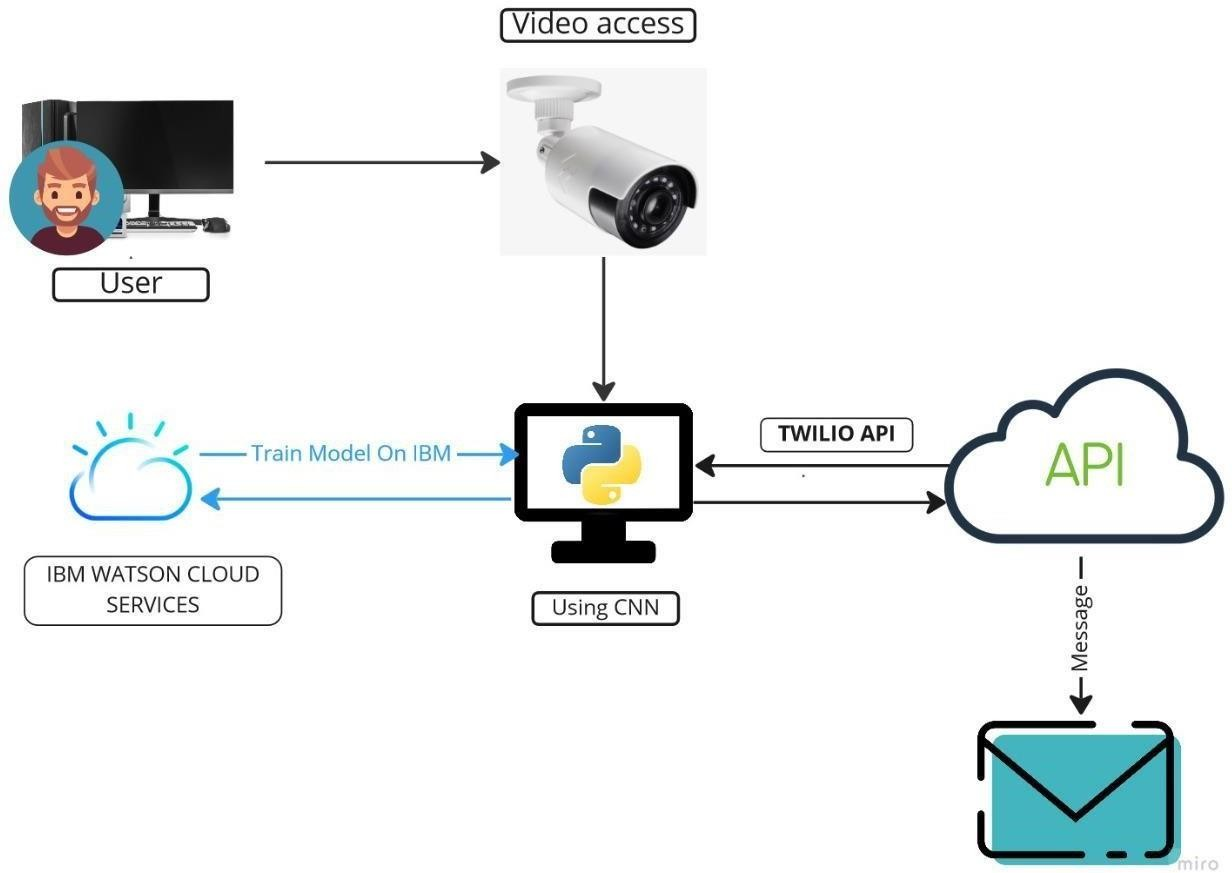 Video access
User
Train Model On IBM
TWILIO API
API
IBM WATSON CLOUD
SERVICES
Using CNN
Message
miro